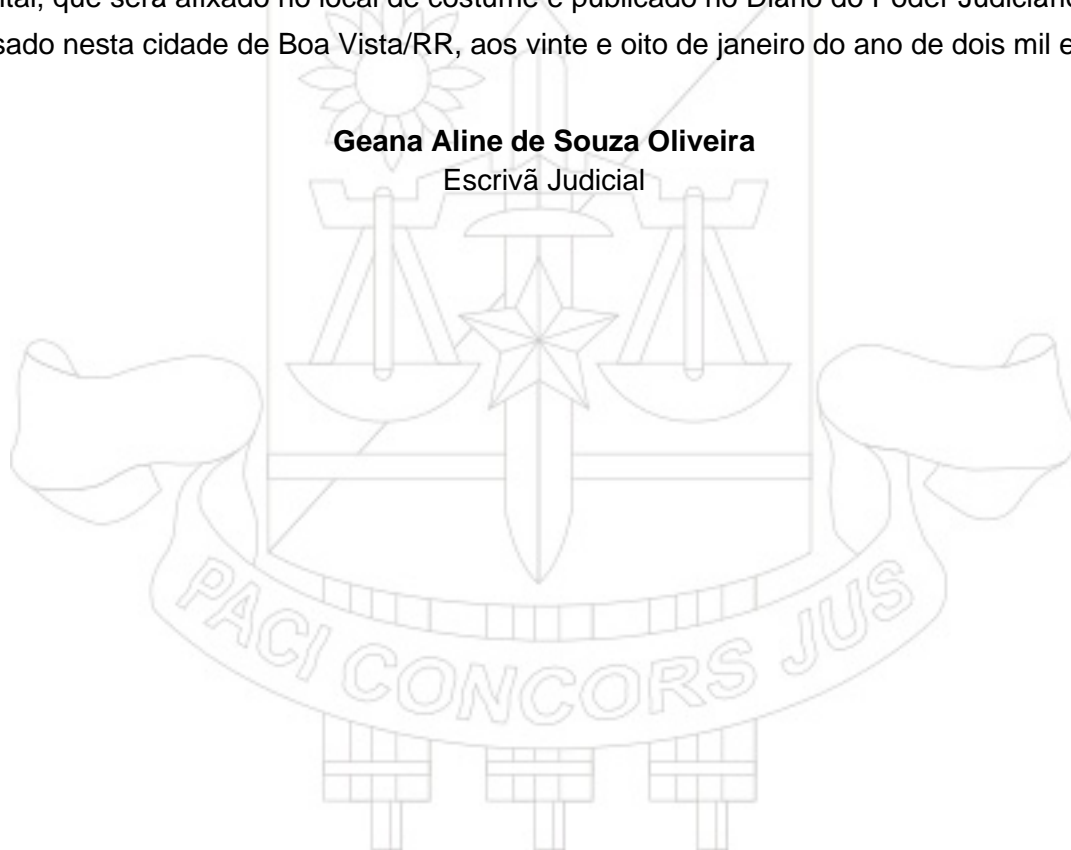 ital, que será afixado no local de costume e publicado no Diário do Poder Judiciário
sado nesta cidade de Boa Vista/RR, aos vinte e oito de janeiro do ano de dois mil e
Geana Aline de Souza Oliveira
Escrivã Judicial
PACI CONCORS JUS